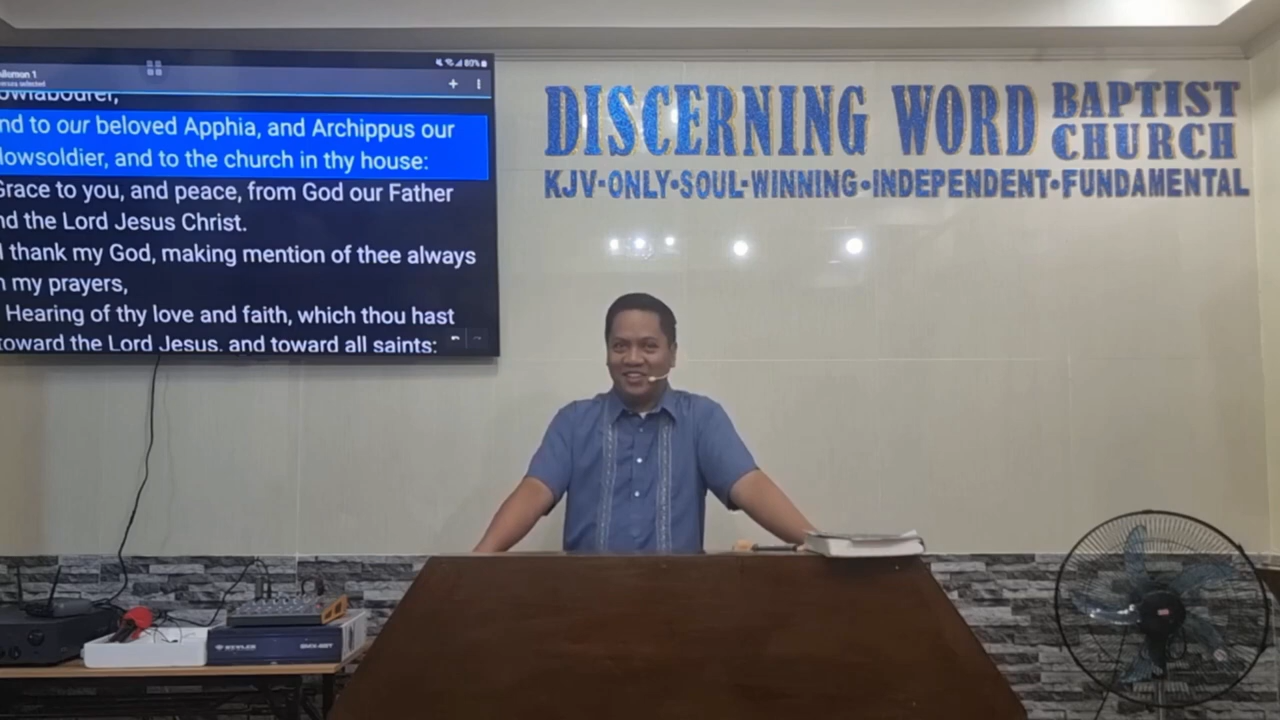 80%
owlabourer,
nd to our beloved Apphia, and Archippus our
lowsoldier, and to the church in thy house:
Grace to you, and peace, from God our Father
nd the Lord Jesus Christ.
I thank my God, making mention of thee always
n my prayers,
Hearing of thy love and faith, which thou hast
toward the Lord Jesus, and toward all saints:
DISCERNING WORD BAPTIST CHURCH
KJV-ONLY•SOUL-WINNING•INDEPENDENT•FUNDAMENTAL